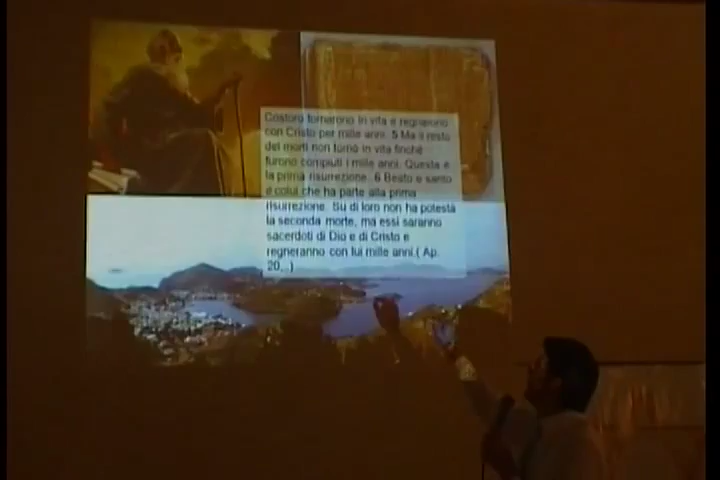 Costoro tornarono in vita e regnarono
con Cristo per mille anni. 5 Ma il resto
dei morti non tornò in vita finché
furono compiuti i mille anni. Questa è
la prima risurrezione. 6 Beato e santo
è colui che ha parte alla prima
risurrezione. Su di loro non ha potestà
la seconda morte, ma essi saranno
sacerdoti di Dio e di Cristo e
regneranno con lui mille anni.( Ap.
20,..)